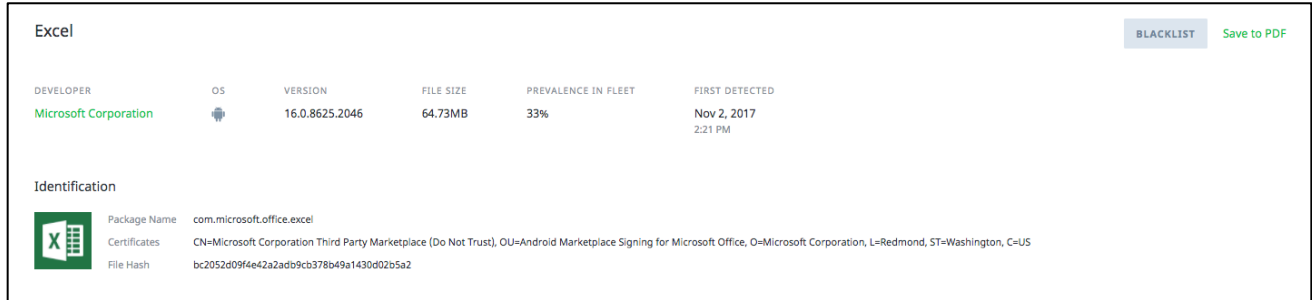 Excel
BLACKLIST Save to PDF
DEVELOPER OS VERSION FILE SIZE PREVALENCE IN FLEET FIRST DETECTED
Microsoft Corporation 16.0.8625.2046 64.73MB 33% Nov 2, 2017
2:21 PM
Identification
Package Name com.microsoft.office.excel
Certificates CN=Microsoft Corporation Third Party Marketplace (Do Not Trust), OU=Android Marketplace Signing for Microsoft Office, O=Microsoft Corporation, L=Redmond, ST=Washington, C=US
File Hash bc2052d09f4e42a2adb9cb378b49a1430d02b5a2
X